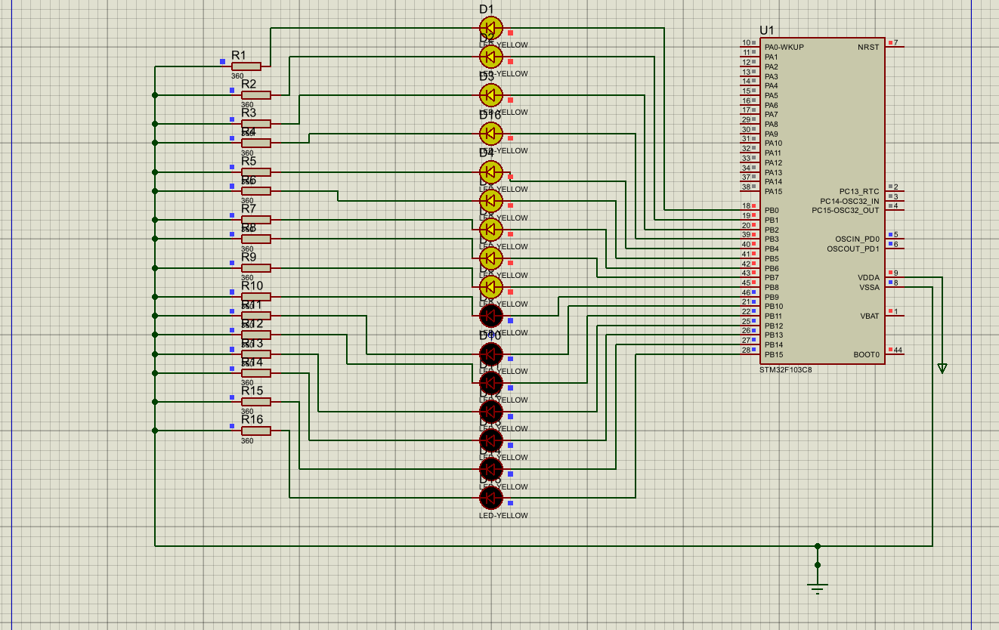 D1
LED-YELLOW
D2
LED-YELLOW
D3
LED-YELLOW
D16
LED-YELLOW
D4
LED-YELLOW
LED-YELLOW
LED-YELLOW
LED-YELLOW
LED-YELLOW
LED-YELLOW
D10
LED-YELLOW
LED-YELLOW
LED-YELLOW
LED-YELLOW
LED-YELLOW
LED-YELLOW
R1
360
R2
360
R3
R4
360
R5
R6
360
R7
R8
360
R9
360
R10
R11
R12
R13
R14
360
R15
360
R16
360
U1
10 PA0-WKUP
11 PA1
12 PA2
13 PA3
14 PA4
15 PA5
16 PA6
17 PA7
29 PA8
30 PA9
31 PA10
32 PA11
33 PA12
34 PA13
37 PA14
38 PA15
18 PB0
19 PB1
20 PB2
39 PB3
40 PB4
41 PB5
42 PB6
43 PB7
45 PB8
46 PB9
21 PB10
22 PB11
25 PB12
26 PB13
27 PB14
28 PB15
NRST 7
PC13_RTC 2
PC14-OSC32_IN 3
PC15-OSC32_OUT 4
OSCIN_PD0 5
OSCOUT_PD1 6
VDDA 9
VSSA 8
VBAT 1
BOOT0 44
STM32F103C8